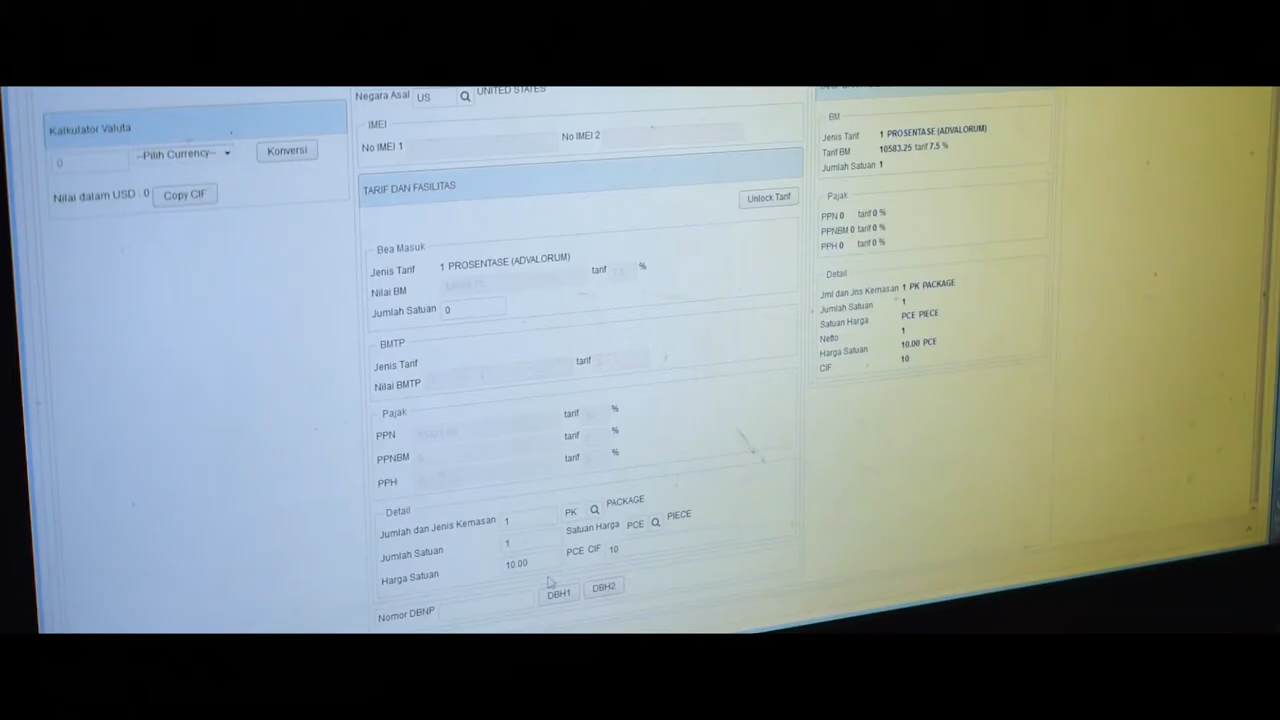 Kalkulator Valuta
0 --Pilih Currency-- Konversi
Nilai dalam USD 0 Copy CIF
Negara Asal US UNITED STATES
IMEI
No IMEI 1 No IMEI 2
TARIF DAN FASILITAS
Unlock Tarif
Bea Masuk
Jenis Tarif 1 PROSENTASE (ADVALORUM)
Nilai BM tarif %
Jumlah Satuan 0
BMTP
Jenis Tarif
Nilai BMTP tarif
Pajak
PPN tarif %
PPNBM tarif %
PPH tarif %
Detail
Jumlah dan Jenis Kemasan 1 PK PACKAGE
Jumlah Satuan 1 Satuan Harga PCE PIECE
Harga Satuan 10.00 PCE CIF 10
Nomor DBNP DBH1 DBH2
BM
Jenis Tarif 1 PROSENTASE (ADVALORUM)
Tarif BM 10583.25 tarif 7.5 %
Jumlah Satuan 1
Pajak
PPN 0 tarif 0 %
PPNBM 0 tarif 0 %
PPH 0 tarif 0 %
Detail
Jml dan Jns Kemasan 1 PK PACKAGE
Jumlah Satuan 1
Satuan Harga PCE PIECE
Netto 1
Harga Satuan 10.00 PCE
CIF 10